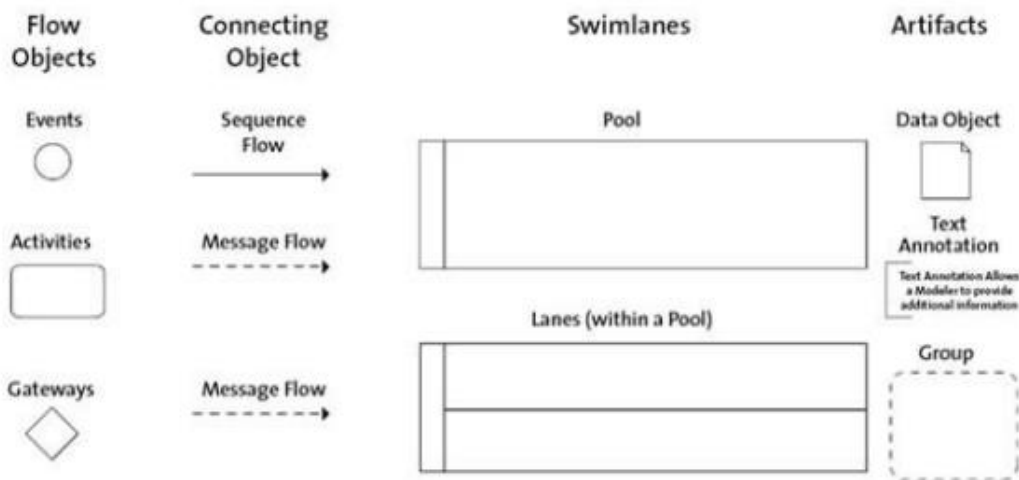 Flow
Objects
Connecting
Object
Swimlanes
Artifacts
Events
Sequence
Flow
Pool
Data Object
Activities
Message Flow
Text
Annotation
Text Annotation Allows
a Modeler to provide
additional information
Lanes (within a Pool)
Gateways
Message Flow
Group